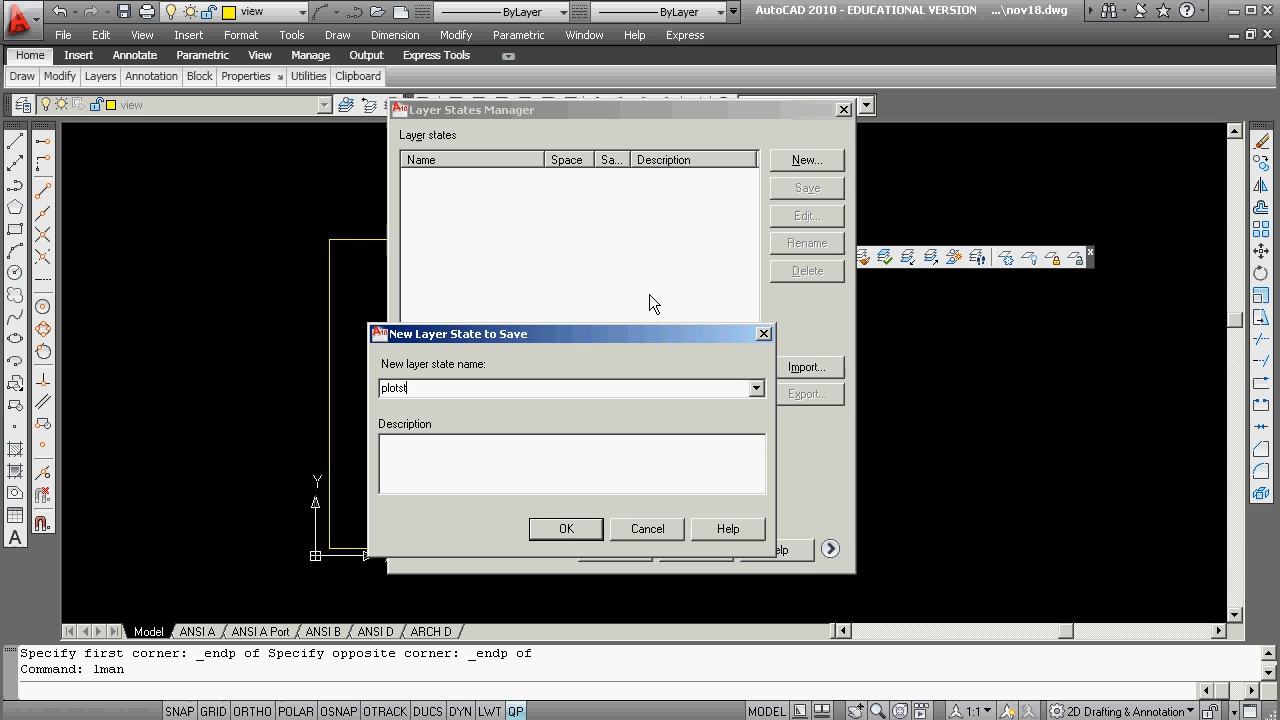 view
ByLayer
ByLayer
AutoCAD 2010 - EDUCATIONAL VERSION ...\nov18.dwg
File Edit View Insert Format Tools Draw Dimension Modify Parametric Window Help Express
Home Insert Annotate Parametric View Manage Output Express Tools
Draw Modify Layers Annotation Block Properties Utilities Clipboard
view
Layer States Manager
Layer states
Name Space Sa... Description
New...
Save
Edit...
Rename
Delete
New Layer State to Save
New layer state name:
plotst
Import...
Export...
Description
OK Cancel Help
elp
Y
Model ANSI A ANSI A Port ANSI B ANSI D ARCH D
Specify first corner: _endp of Specify opposite corner: _endp of
Command: lman
SNAP GRID ORTHO POLAR OSNAP OTRACK DUCS DYN LWT QP MODEL 1:1 2D Drafting & Annotation